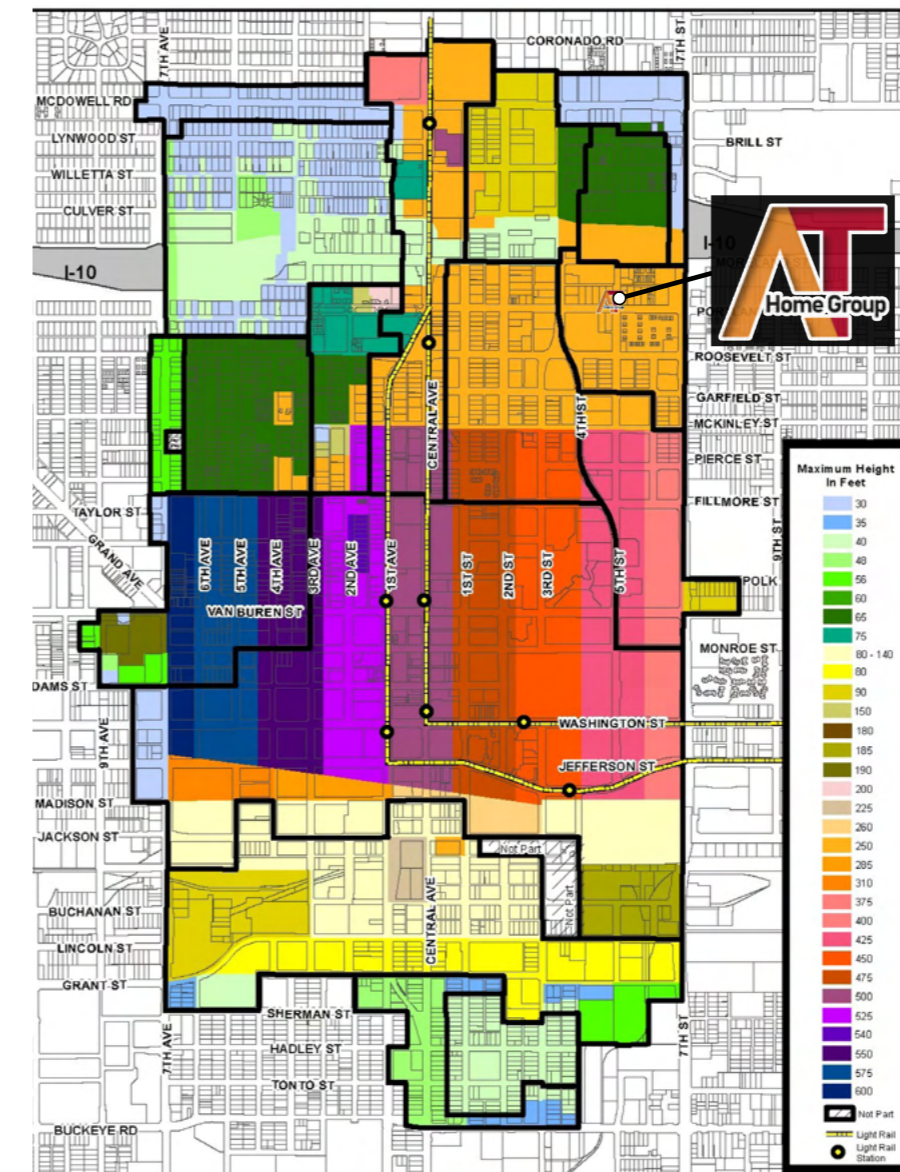 CORONADO RD
7TH AVE
7TH ST
MCDOWELL RD
LYNWOOD ST
BRILL ST
WILLETTA ST
CULVER ST
I-10
I-10
AT
Home Group
ROOSEVELT ST
GARFIELD ST
CENTRAL AVE
4TH ST
MCKINLEY ST
PIERCE ST
FILLMORE ST
TAYLOR ST
GRAND AVE
9TH ST
6TH AVE
5TH AVE
4TH AVE
3RD AVE
2ND AVE
1ST AVE
1ST ST
2ND ST
3RD ST
5TH ST
POLK
VAN BUREN ST
MONROE ST
DAMS ST
9TH AVE
WASHINGTON ST
JEFFERSON ST
MADISON ST
JACKSON ST
Not Part
Not Part
BUCHANAN ST
CENTRAL AVE
LINCOLN ST
GRANT ST
SHERMAN ST
7TH AVE
7TH ST
HADLEY ST
TONTO ST
BUCKEYE RD
Maximum Height
In Feet
30
35
40
48
56
60
65
75
80 - 140
80
90
150
180
185
190
200
225
260
250
285
310
375
400
425
450
475
500
525
540
550
575
600
Not Part
Light Rail
Light Rail
Station